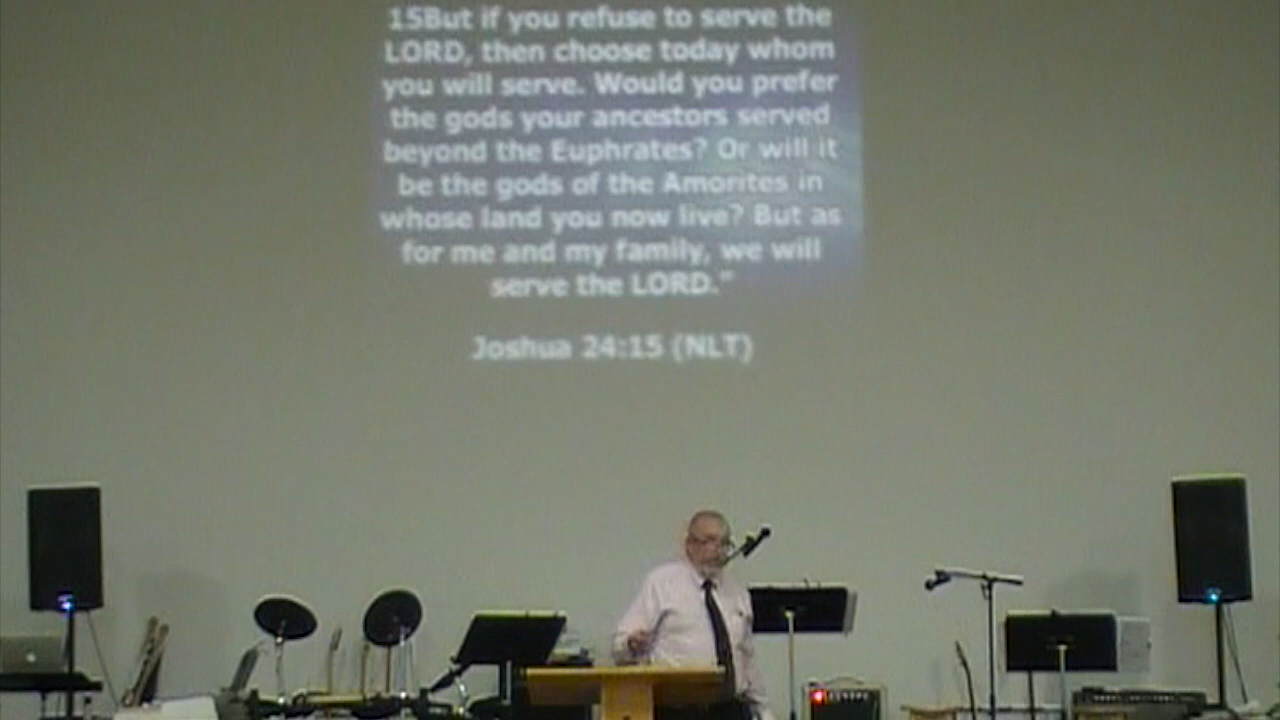 15But if you refuse to serve the
LORD, then choose today whom
you will serve. Would you prefer
the gods your ancestors served
beyond the Euphrates? Or will it
be the gods of the Amorites in
whose land you now live? But as
for me and my family, we will
serve the LORD.”
Joshua 24:15 (NLT)